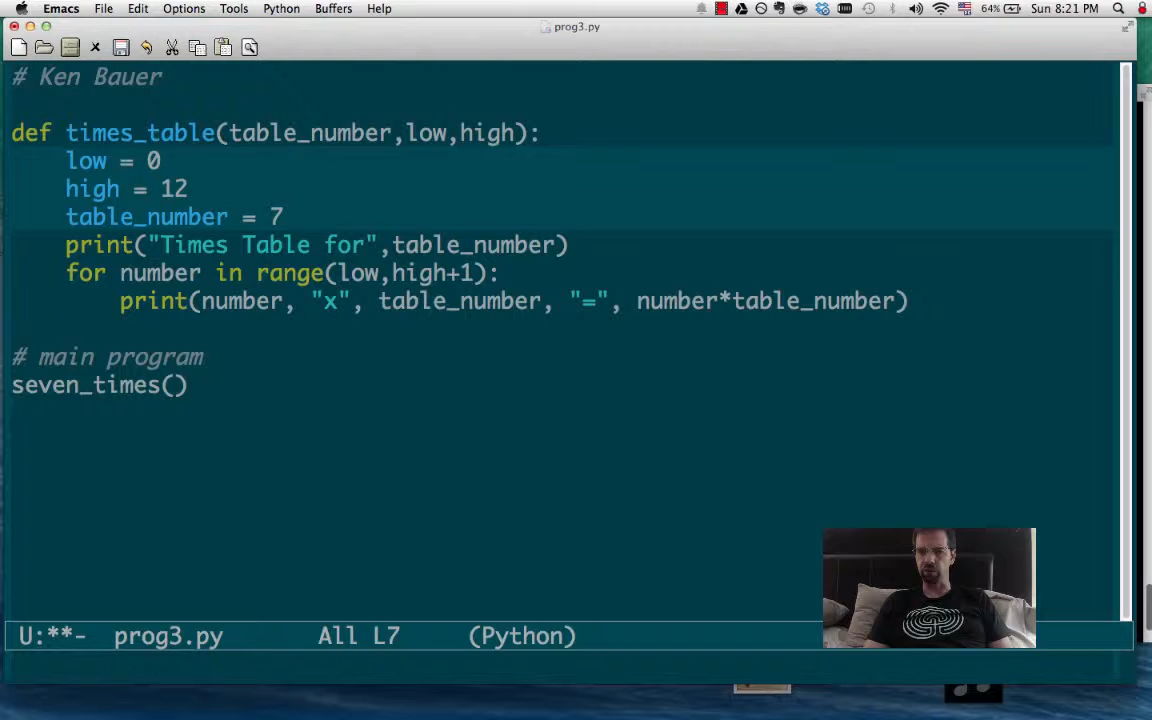 Emacs File Edit Options Tools Python Buffers Help 64% Sun 8:21 PM
prog3.py
# Ken Bauer
def times_table(table_number,low,high):
    low = 0
    high = 12
    table_number = 7
    print("Times Table for",table_number)
    for number in range(low,high+1):
        print(number, "x", table_number, "=", number*table_number)
# main program
seven_times()
U:**- prog3.py All L7 (Python)